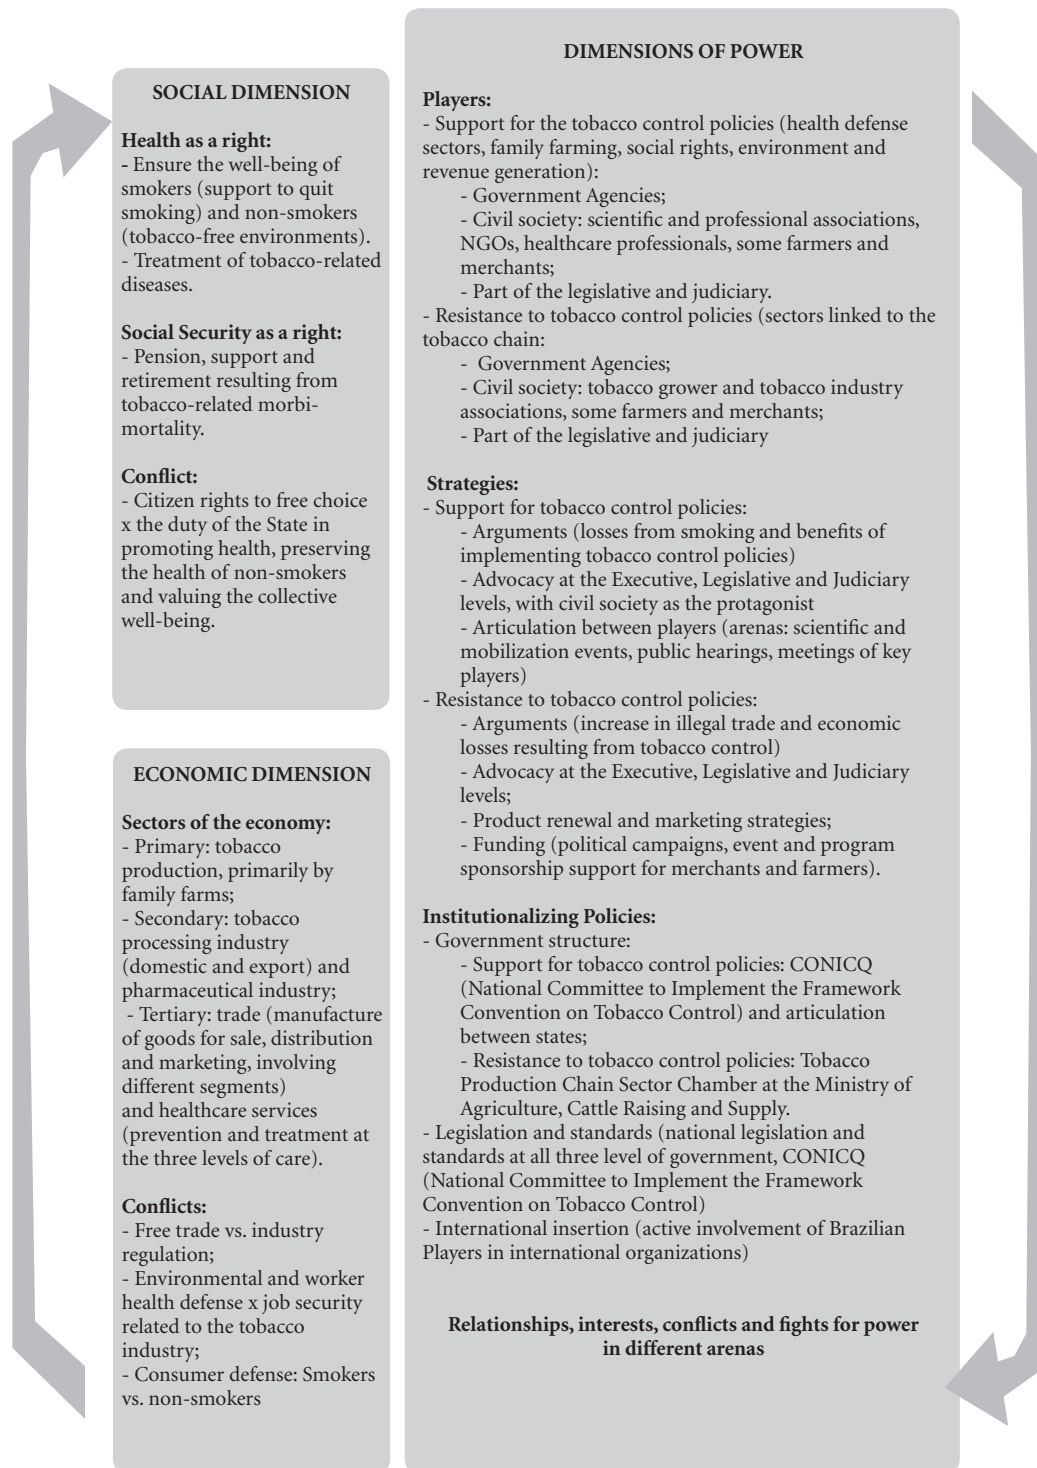 SOCIAL DIMENSION
Health as a right:
- Ensure the well-being of
smokers (support to quit
smoking) and non-smokers
(tobacco-free environments).
- Treatment of tobacco-related
diseases.
Social Security as a right:
- Pension, support and
retirement resulting from
tobacco-related morbi-
mortality.
Conflict:
- Citizen rights to free choice
x the duty of the State in
promoting health, preserving
the health of non-smokers
and valuing the collective
well-being.
ECONOMIC DIMENSION
Sectors of the economy:
- Primary: tobacco
production, primarily by
family farms;
- Secondary: tobacco
processing industry
(domestic and export) and
pharmaceutical industry;
- Tertiary: trade (manufacture
of goods for sale, distribution
and marketing, involving
different segments)
and healthcare services
(prevention and treatment at
the three levels of care).
Conflicts:
- Free trade vs. industry
regulation;
- Environmental and worker
health defense x job security
related to the tobacco
industry;
- Consumer defense: Smokers
vs. non-smokers
DIMENSIONS OF POWER
Players:
- Support for the tobacco control policies (health defense
sectors, family farming, social rights, environment and
revenue generation):
- Government Agencies;
- Civil society: scientific and professional associations,
NGOs, healthcare professionals, some farmers and
merchants;
- Part of the legislative and judiciary.
- Resistance to tobacco control policies (sectors linked to the
tobacco chain:
- Government Agencies;
- Civil society: tobacco grower and tobacco industry
associations, some farmers and merchants;
- Part of the legislative and judiciary
Strategies:
- Support for tobacco control policies:
- Arguments (losses from smoking and benefits of
implementing tobacco control policies)
- Advocacy at the Executive, Legislative and Judiciary
levels, with civil society as the protagonist
- Articulation between players (arenas: scientific and
mobilization events, public hearings, meetings of key
players)
- Resistance to tobacco control policies:
- Arguments (increase in illegal trade and economic
losses resulting from tobacco control)
- Advocacy at the Executive, Legislative and Judiciary
levels;
- Product renewal and marketing strategies;
- Funding (political campaigns, event and program
sponsorship support for merchants and farmers).
Institutionalizing Policies:
- Government structure:
- Support for tobacco control policies: CONICQ
(National Committee to Implement the Framework
Convention on Tobacco Control) and articulation
between states;
- Resistance to tobacco control policies: Tobacco
Production Chain Sector Chamber at the Ministry of
Agriculture, Cattle Raising and Supply.
- Legislation and standards (national legislation and
standards at all three level of government, CONICQ
(National Committee to Implement the Framework
Convention on Tobacco Control)
- International insertion (active involvement of Brazilian
Players in international organizations)
Relationships, interests, conflicts and fights for power
in different arenas